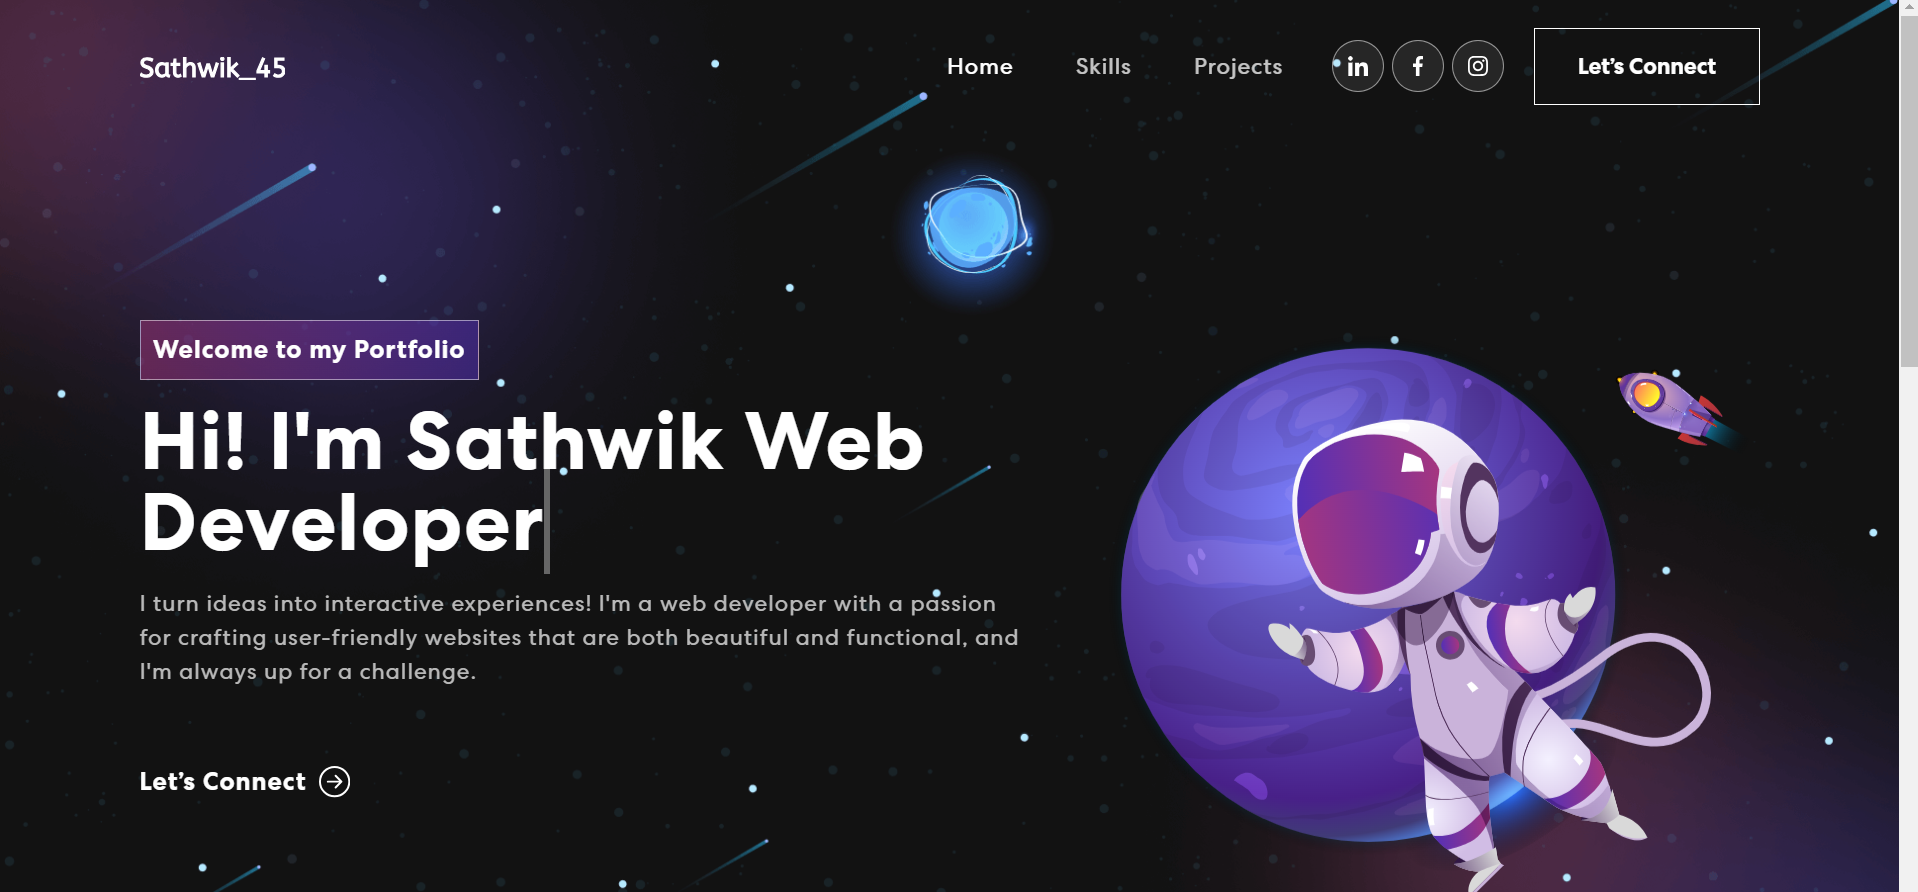 Sathwik_45
Home
Skills
Projects
in
f
Let’s Connect
Welcome to my Portfolio
Hi! I'm Sathwik Web
Developer
I turn ideas into interactive experiences! I'm a web developer with a passion
for crafting user-friendly websites that are both beautiful and functional, and
I'm always up for a challenge.
Let’s Connect